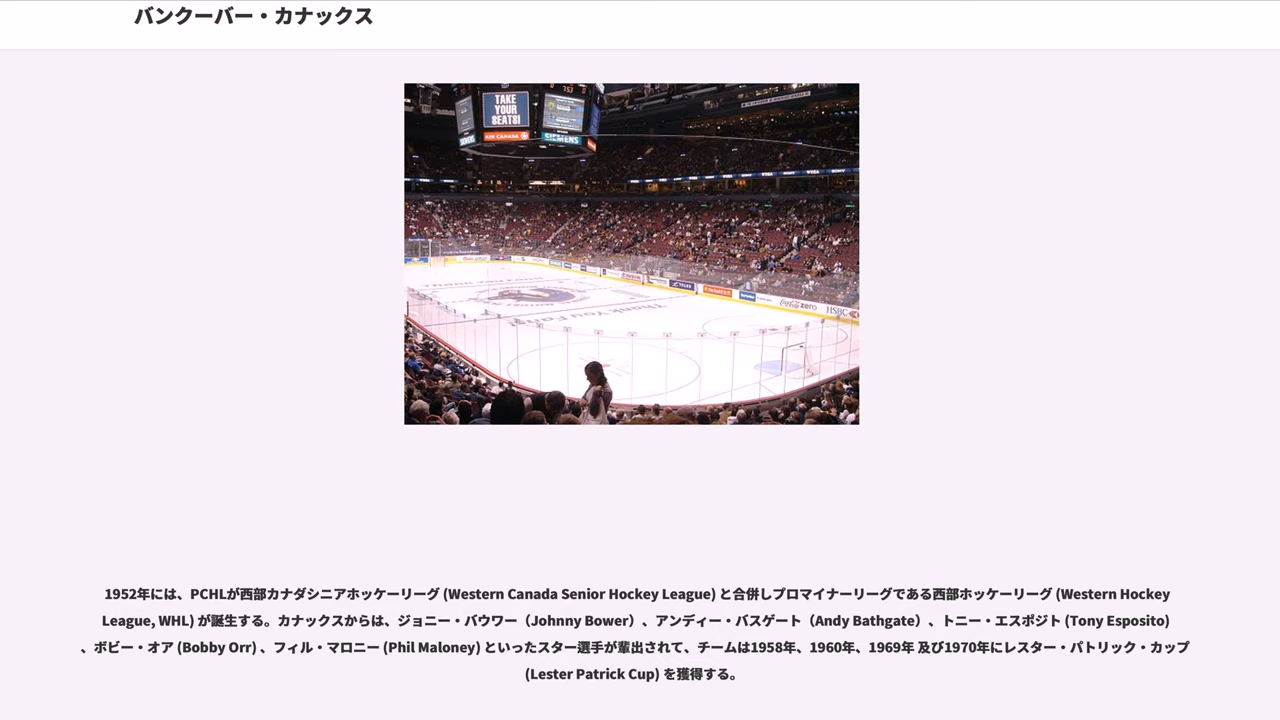 バンクーバー・カナックス
TAKE
YOUR
SEATS!
AIR CANADA
SIEMENS
SIEMENS
Thank You Fans
TELUS
Coca-Cola zero
HSBC
1952年には、PCHLが西部カナダシニアホッケーリーグ (Western Canada Senior Hockey League) と合併しプロマイナーリーグである西部ホッケーリーグ (Western Hockey
League, WHL) が誕生する。カナックスからは、ジョニー・バウワー（Johnny Bower）、アンディー・バスゲート（Andy Bathgate）、トニー・エスポジト (Tony Esposito)
、ボビー・オア (Bobby Orr) 、フィル・マロニー (Phil Maloney) といったスター選手が輩出されて、チームは1958年、1960年、1969年 及び1970年にレスター・パトリック・カップ
(Lester Patrick Cup) を獲得する。